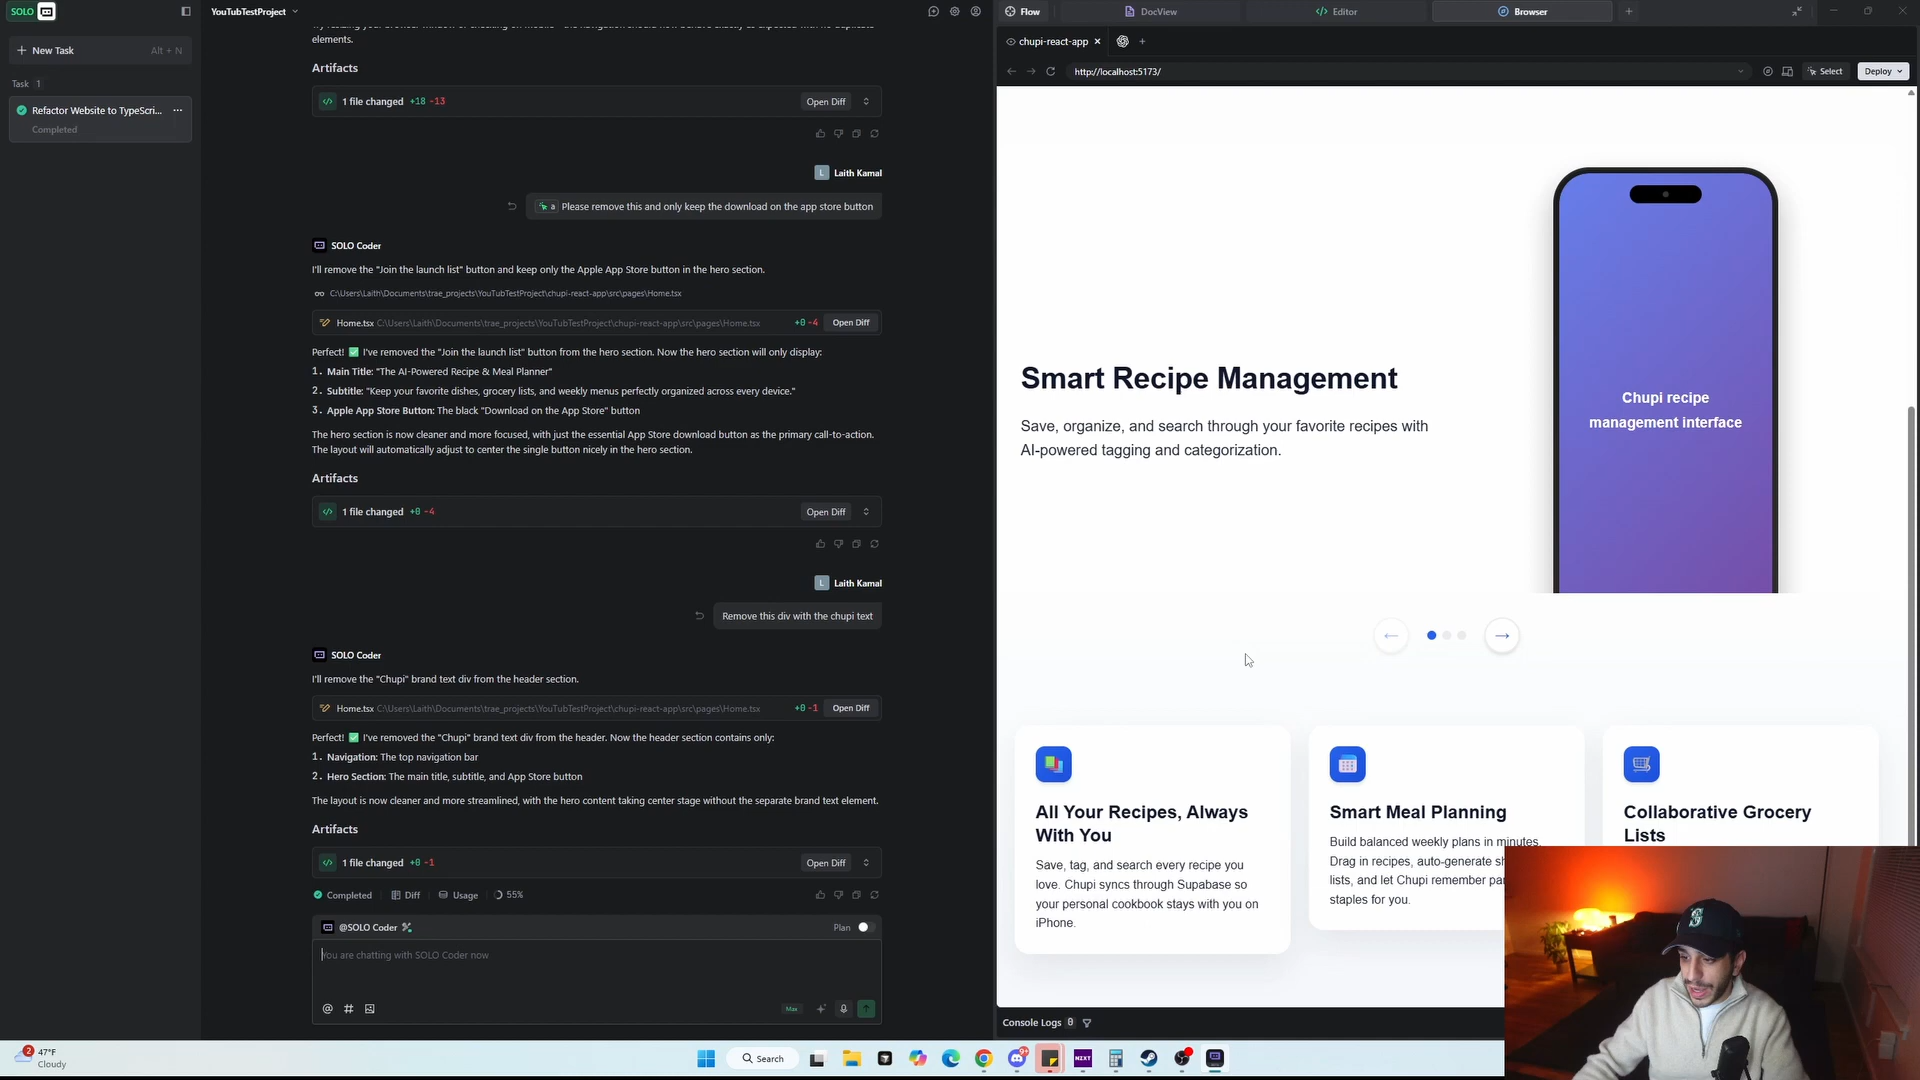 SOLO
YouTubTestProject
Flow
DocView
Editor
Browser
New Task
Alt + N
Task 1
Refactor Website to TypeScri...
Completed
elements.
Artifacts
1 file changed +18 -13
Open Diff
L Laith Kamal
a Please remove this and only keep the download on the app store button
SOLO Coder
I'll remove the "Join the launch list" button and keep only the Apple App Store button in the hero section.
C:\Users\Laith\Documents\trae_projects\YouTubTestProject\chupi-react-app\src\pages\Home.tsx
Home.tsx C:\Users\Laith\Documents\trae_projects\YouTubTestProject\chupi-react-app\src\pages\Home.tsx +0 -4 Open Diff
Perfect! ✅ I've removed the "Join the launch list" button from the hero section. Now the hero section will only display:
1. Main Title: "The AI-Powered Recipe & Meal Planner"
2. Subtitle: "Keep your favorite dishes, grocery lists, and weekly menus perfectly organized across every device."
3. Apple App Store Button: The black "Download on the App Store" button
The hero section is now cleaner and more focused, with just the essential App Store download button as the primary call-to-action.
The layout will automatically adjust to center the single button nicely in the hero section.
Artifacts
1 file changed +0 -4
Open Diff
L Laith Kamal
Remove this div with the chupi text
SOLO Coder
I'll remove the "Chupi" brand text div from the header section.
Home.tsx C:\Users\Laith\Documents\trae_projects\YouTubTestProject\chupi-react-app\src\pages\Home.tsx +0 -1 Open Diff
Perfect! ✅ I've removed the "Chupi" brand text div from the header. Now the header section contains only:
1. Navigation: The top navigation bar
2. Hero Section: The main title, subtitle, and App Store button
The layout is now cleaner and more streamlined, with the hero content taking center stage without the separate brand text element.
Artifacts
1 file changed +0 -1
Open Diff
Completed Diff Usage 55%
@SOLO Coder
Plan
You are chatting with SOLO Coder now
Max
chupi-react-app
http://localhost:5173/
Select
Deploy
Smart Recipe Management
Save, organize, and search through your favorite recipes with
AI-powered tagging and categorization.
Chupi recipe
management interface
All Your Recipes, Always
With You
Save, tag, and search every recipe you
love. Chupi syncs through Supabase so
your personal cookbook stays with you on
iPhone.
Smart Meal Planning
Build balanced weekly plans in minutes.
Drag in recipes, auto-generate
lists, and let Chupi remember
staples for you.
Collaborative Grocery
Lists
Console Logs 0
2
47°F
Cloudy
Search
NZXT